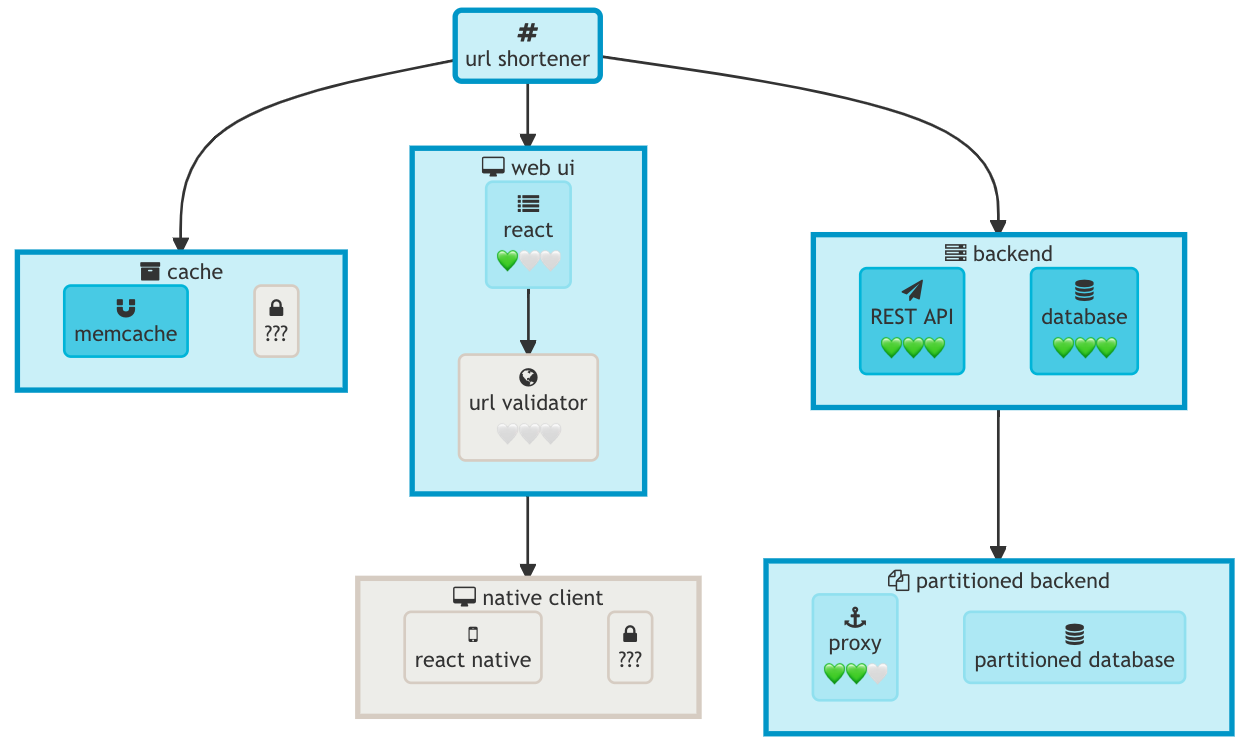 url shortener
web ui
react
url validator
cache
memcache
???
backend
REST API
database
native client
react native
???
partitioned backend
proxy
partitioned database